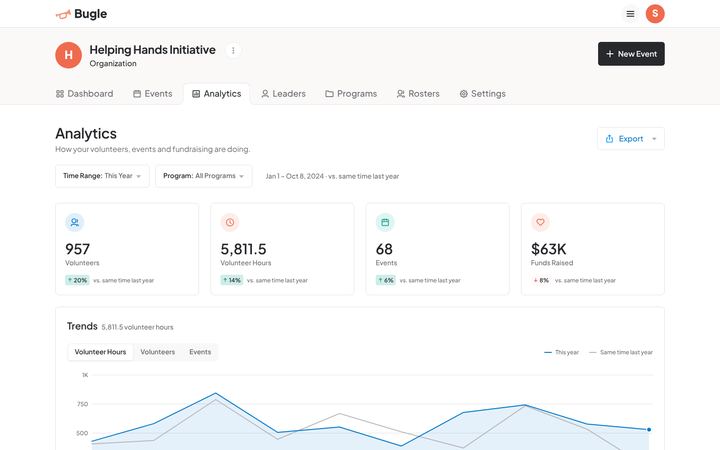 Bugle
S
H
Helping Hands Initiative
Organization
New Event
Dashboard
Events
Analytics
Leaders
Programs
Rosters
Settings
Analytics
How your volunteers, events and fundraising are doing.
Export
Time Range: This Year
Program: All Programs
Jan 1 – Oct 8, 2024 · vs. same time last year
957
Volunteers
↑ 20% vs. same time last year
5,811.5
Volunteer Hours
↑ 14% vs. same time last year
68
Events
↑ 6% vs. same time last year
$63K
Funds Raised
↓ 8% vs. same time last year
Trends 5,811.5 volunteer hours
Volunteer Hours
Volunteers
Events
This year
Same time last year
1K
750
500